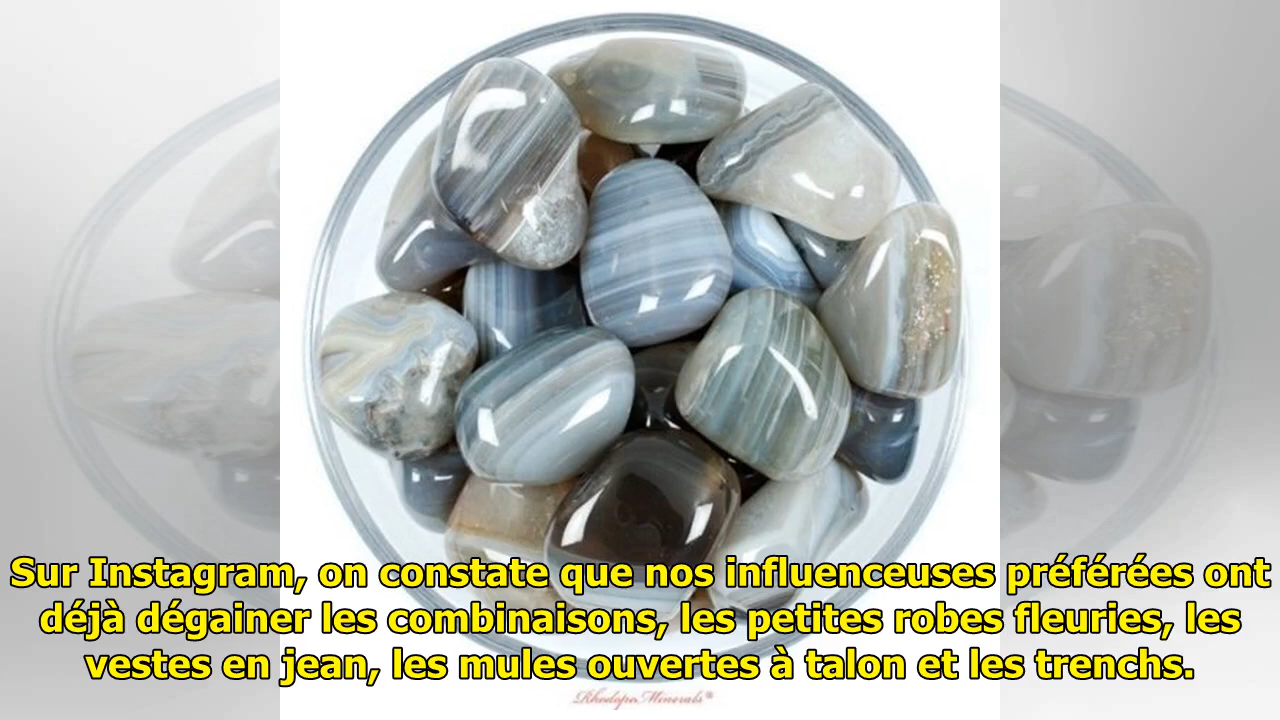 Sur Instagram, on constate que nos influenceuses préférées ont
déjà dégainer les combinaisons, les petites robes fleuries, les
vestes en jean, les mules ouvertes à talon et les trenchs.
RhodopeMinerals®